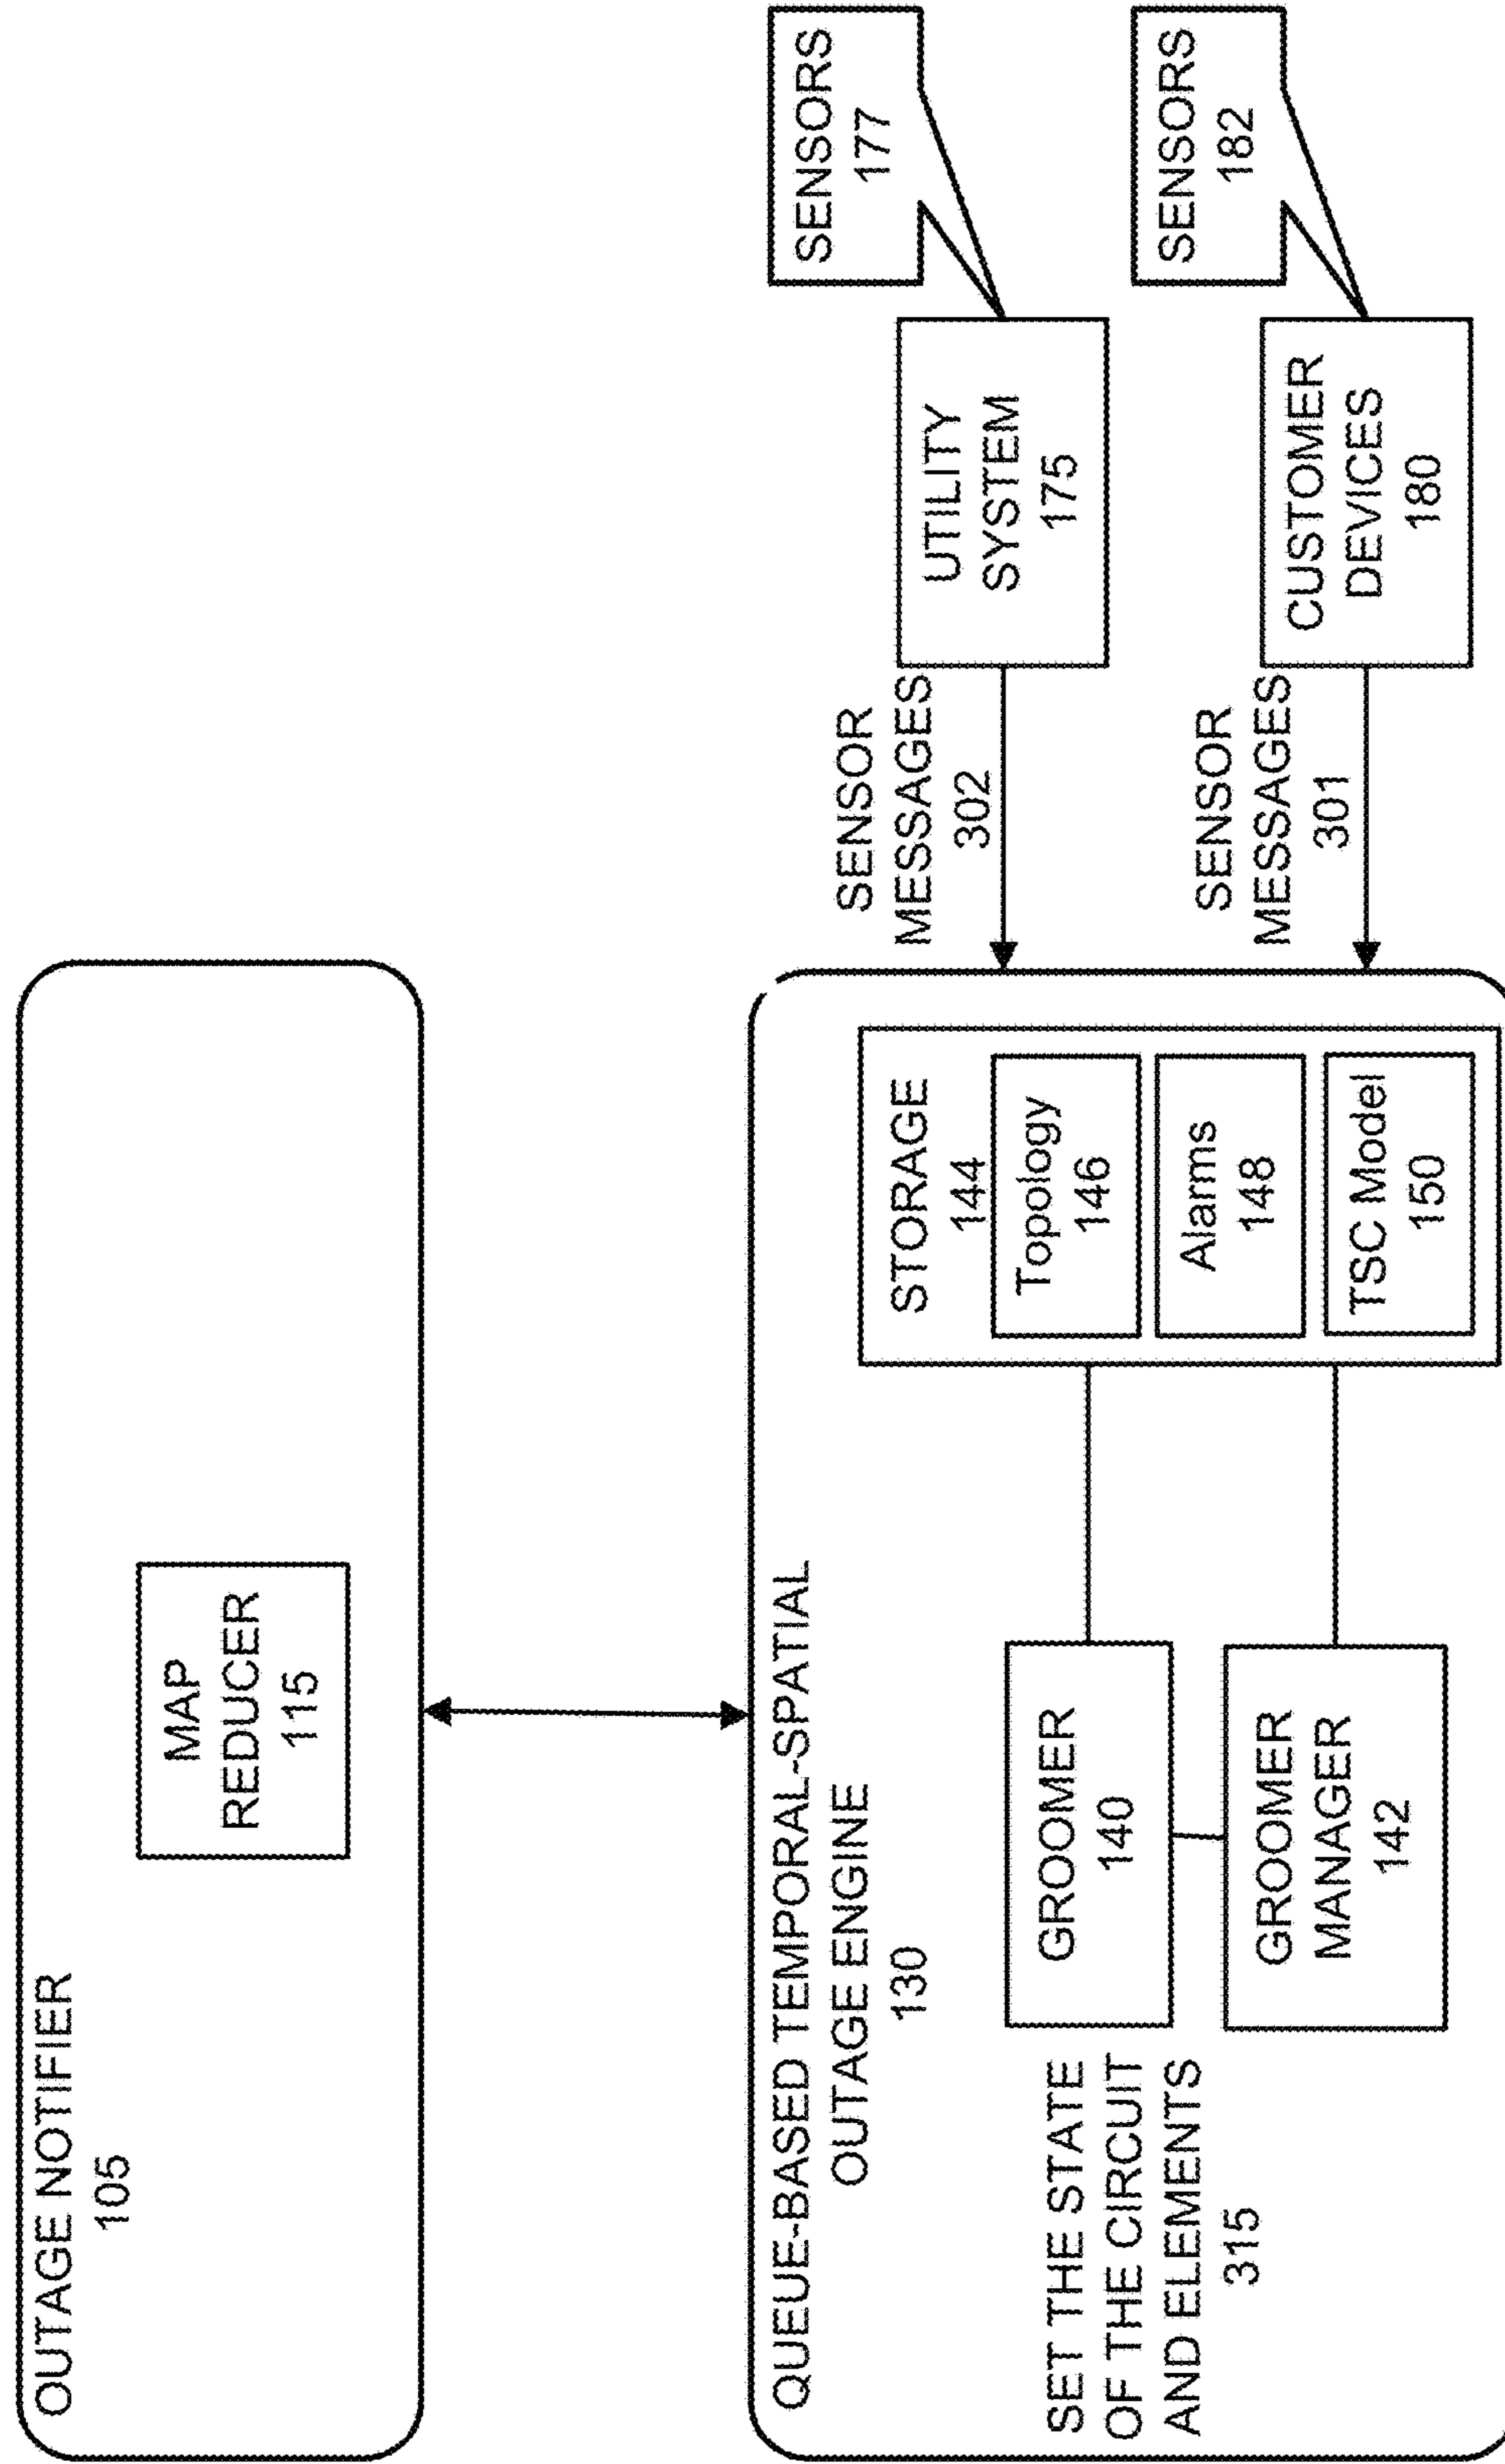 OUTAGE NOTIFIER
105
MAP
REDUCER
115
QUEUE-BASED TEMPORAL-SPATIAL
OUTAGE ENGINE
130
SET THE STATE
OF THE CIRCUIT
AND ELEMENTS
315
GROOMER
140
GROOMER
MANAGER
142
STORAGE
144
Topology
146
Alarms
148
TSC Model
150
SENSOR
MESSAGES
302
SENSOR
MESSAGES
301
UTILITY
SYSTEM
175
CUSTOMER
DEVICES
180
SENSORS
177
SENSORS
182